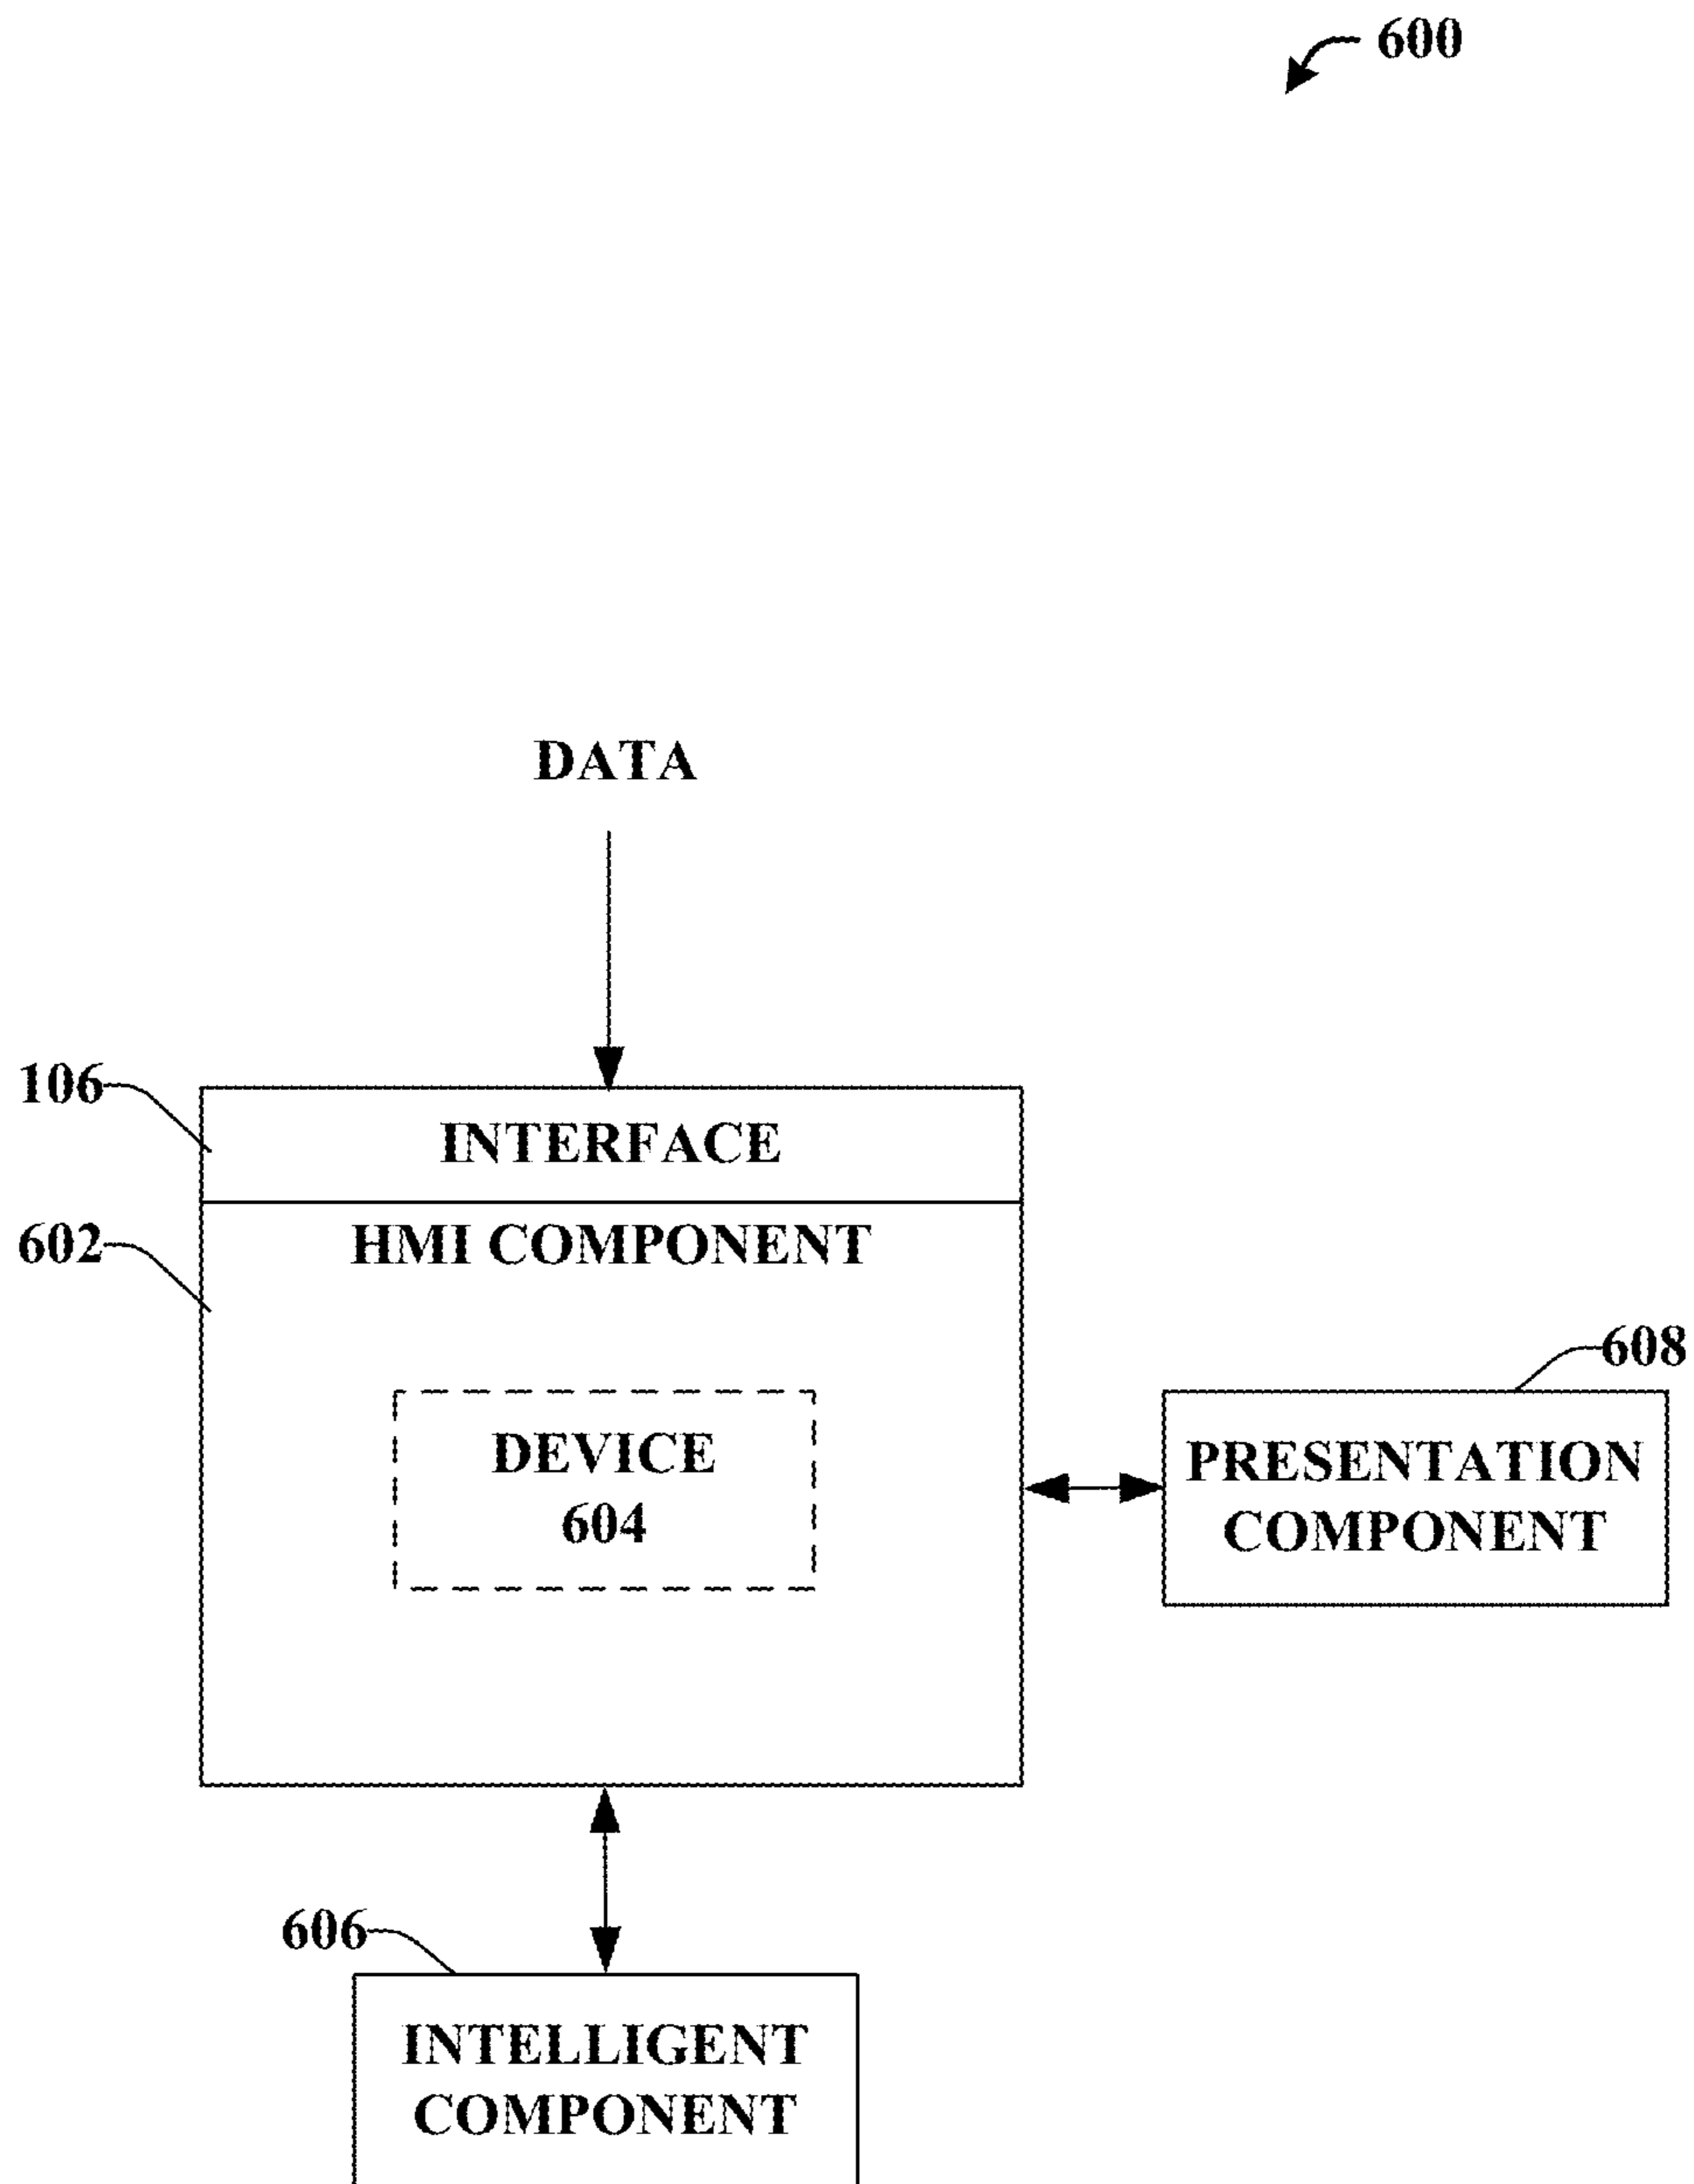 600
DATA
106
INTERFACE
602
HMI COMPONENT
608
DEVICE
604
PRESENTATION
COMPONENT
606
INTELLIGENT
COMPONENT